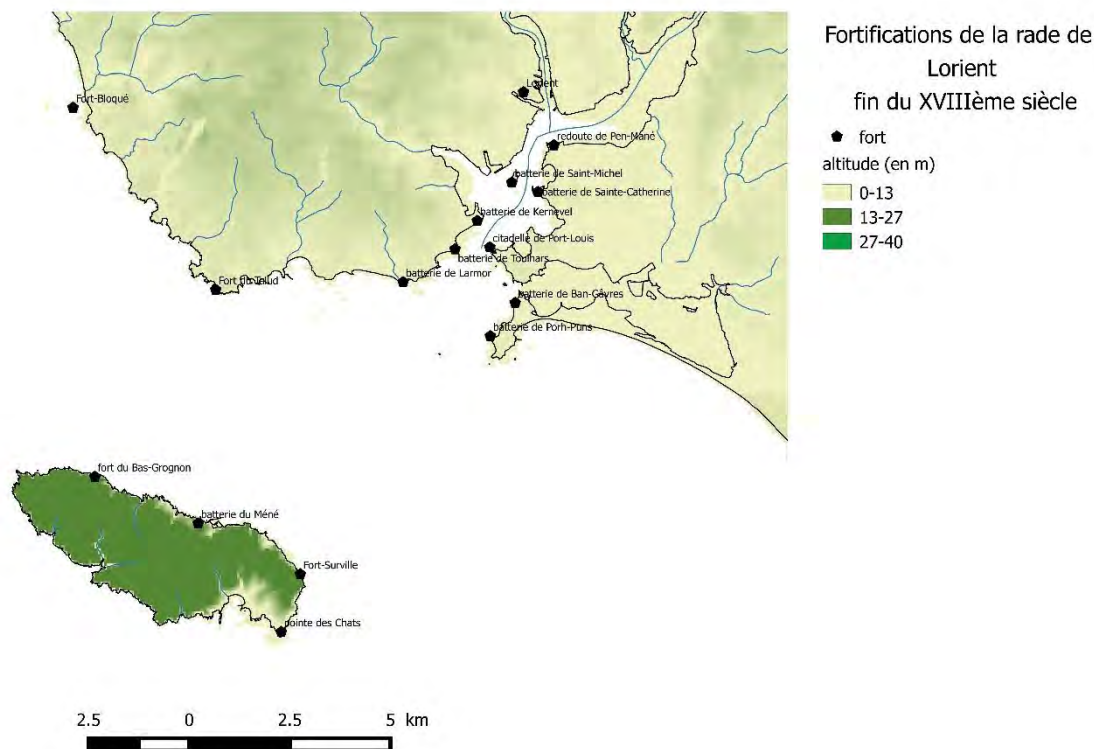 Fortifications de la rade de
Lorient
fin du XVIIIème siècle
fort
altitude (en m)
0-13
13-27
27-40
Lorient
Fort-Bloqué
redoute de Pen-Mané
batterie de Saint-Michel
batterie de Sainte-Catherine
batterie de Kernevel
citadelle de Port-Louis
batterie de Toulhars
batterie de Larmor
Fort du Talud
batterie de Ban-Gâvres
batterie de Porh-Puns
fort du Bas-Grognon
batterie du Méné
Fort-Surville
pointe des Chats
2.5 0 2.5 5 km